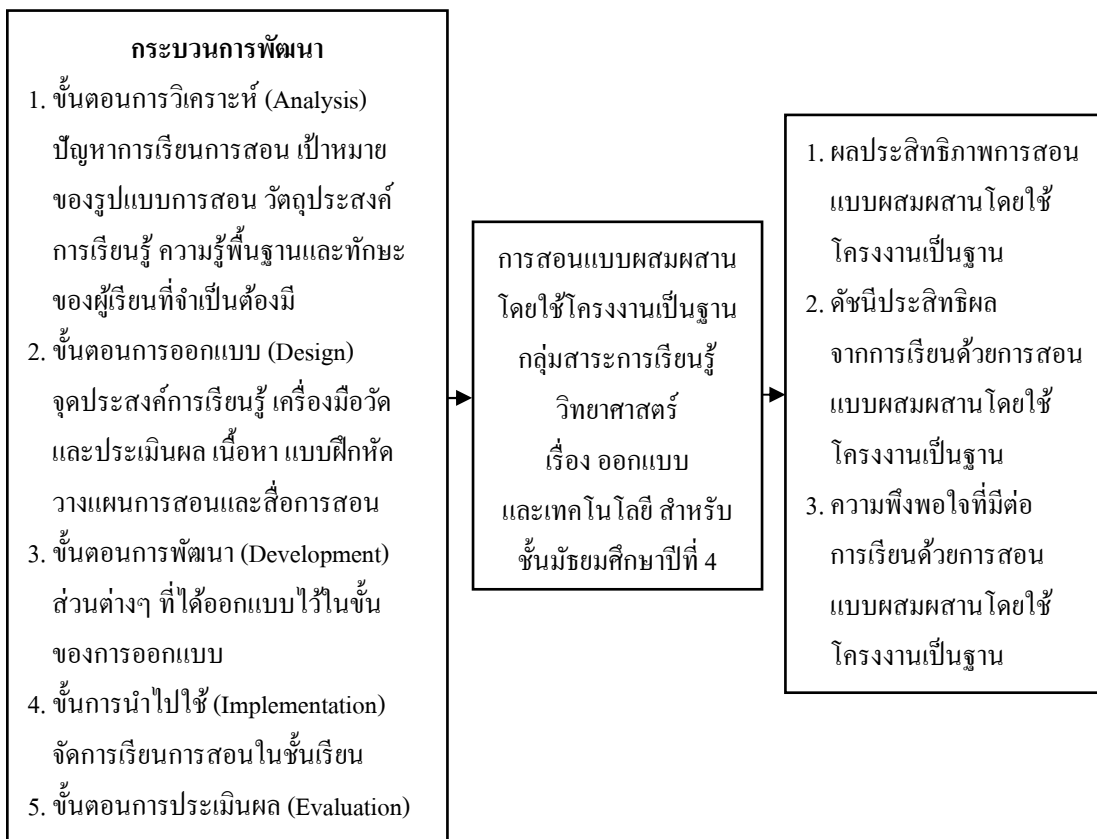 กระบวนการพัฒนา
1. ขั้นตอนการวิเคราะห์ (Analysis)
ปัญหาการเรียนการสอน เป้าหมาย
ของรูปแบบการสอน วัตถุประสงค์
การเรียนรู้ ความรู้พื้นฐานและทักษะ
ของผู้เรียนที่จำเป็นต้องมี
2. ขั้นตอนการออกแบบ (Design)
จุดประสงค์การเรียนรู้ เครื่องมือวัด
และประเมินผล เนื้อหา แบบฝึกหัด
วางแผนการสอนและสื่อการสอน
3. ขั้นตอนการพัฒนา (Development)
ส่วนต่างๆ ที่ได้ออกแบบไว้ในขั้น
ของการออกแบบ
4. ขั้นการนำไปใช้ (Implementation)
จัดการเรียนการสอนในชั้นเรียน
5. ขั้นตอนการประเมินผล (Evaluation)
การสอนแบบผสมผสาน
โดยใช้โครงงานเป็นฐาน
กลุ่มสาระการเรียนรู้
วิทยาศาสตร์
เรื่อง ออกแบบ
และเทคโนโลยี สำหรับ
ชั้นมัธยมศึกษาปีที่ 4
1. ผลประสิทธิภาพการสอน
แบบผสมผสานโดยใช้
โครงงานเป็นฐาน
2. ดัชนีประสิทธิผล
จากการเรียนด้วยการสอน
แบบผสมผสานโดยใช้
โครงงานเป็นฐาน
3. ความพึงพอใจที่มีต่อ
การเรียนด้วยการสอน
แบบผสมผสานโดยใช้
โครงงานเป็นฐาน